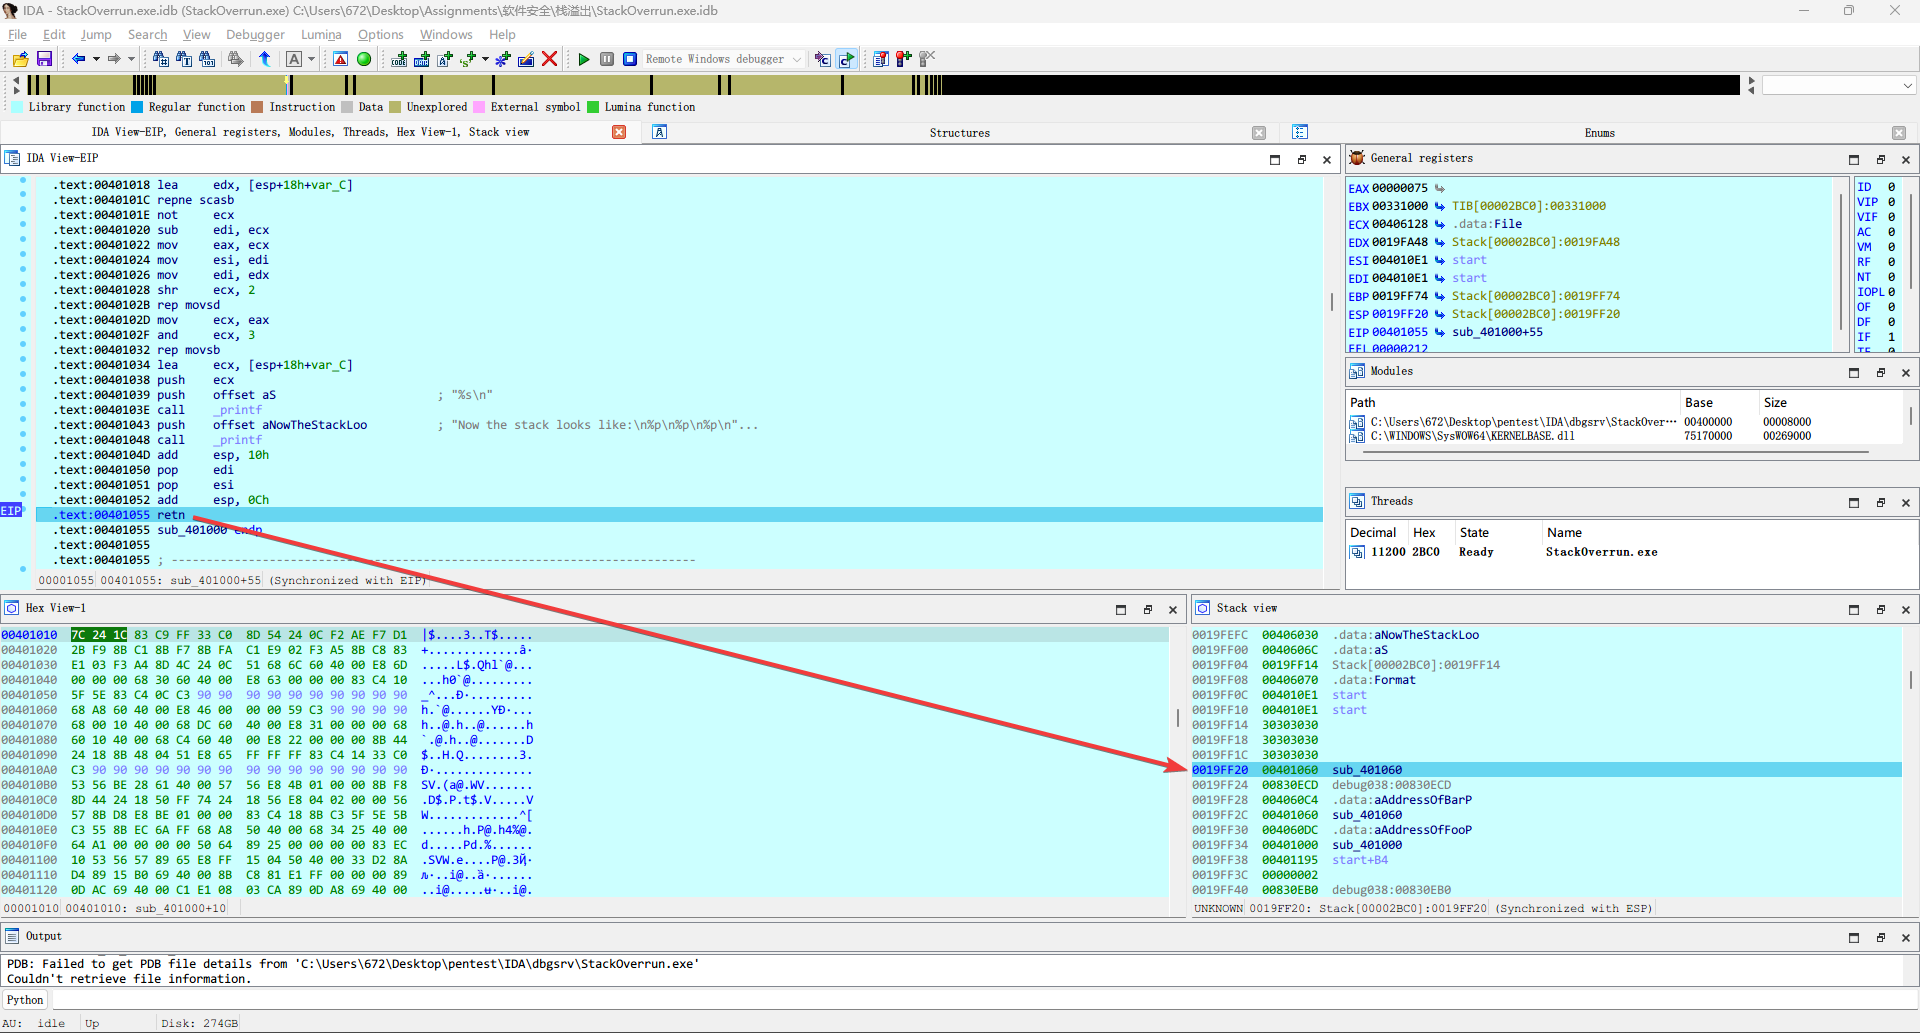 IDA - StackOverrun.exe.idb (StackOverrun.exe) C:\Users\672\Desktop\Assignments\软件安全\栈溢出\StackOverrun.exe.idb
File Edit Jump Search View Debugger Lumina Options Windows Help
Remote Windows debugger
Library function Regular function Instruction Data Unexplored External symbol Lumina function
IDA View-EIP, General registers, Modules, Threads, Hex View-1, Stack view
Structures
Enums
IDA View-EIP
.text:00401018 lea edx, [esp+18h+var_C]
.text:0040101C repne scasb
.text:0040101E not ecx
.text:00401020 sub edi, ecx
.text:00401022 mov eax, ecx
.text:00401024 mov esi, edi
.text:00401026 mov edi, edx
.text:00401028 shr ecx, 2
.text:0040102B rep movsd
.text:0040102D mov ecx, eax
.text:0040102F and ecx, 3
.text:00401032 rep movsb
.text:00401034 lea ecx, [esp+18h+var_C]
.text:00401038 push ecx
.text:00401039 push offset aS ; "%s\n"
.text:0040103E call _printf
.text:00401043 push offset aNowTheStackLoo ; "Now the stack looks like:\n%p\n%p\n%p\n"...
.text:00401048 call _printf
.text:0040104D add esp, 10h
.text:00401050 pop edi
.text:00401051 pop esi
.text:00401052 add esp, 0Ch
EIP .text:00401055 retn
.text:00401055 sub_401000 endp
.text:00401055
.text:00401055 ; ---------------------------------------------------------------------------
00001055 00401055: sub_401000+55 (Synchronized with EIP)
General registers
EAX 00000075
EBX 00331000 TIB[00002BC0]:00331000
ECX 00406128 .data:File
EDX 0019FA48 Stack[00002BC0]:0019FA48
ESI 004010E1 start
EDI 004010E1 start
EBP 0019FF74 Stack[00002BC0]:0019FF74
ESP 0019FF20 Stack[00002BC0]:0019FF20
EIP 00401055 sub_401000+55
EFL 00000212
ID 0
VIP 0
VIF 0
AC 0
VM 0
RF 0
NT 0
IOPL 0
OF 0
DF 0
IF 1
TF 0
Modules
Path Base Size
C:\Users\672\Desktop\pentest\IDA\dbgsrv\StackOver··· 00400000 00008000
C:\WINDOWS\SysWOW64\KERNELBASE.dll 75170000 00269000
Threads
Decimal Hex State Name
11200 2BC0 Ready StackOverrun.exe
Hex View-1
00401010 7C 24 1C 83 C9 FF 33 C0 8D 54 24 0C F2 AE F7 D1 |$....3..T$.....
00401020 2B F9 8B C1 8B F7 8B FA C1 E9 02 F3 A5 8B C8 83
00401030 E1 03 F3 A4 8D 4C 24 0C 51 68 6C 60 40 00 E8 6D .....L$.Qhl`@...
00401040 00 00 00 68 30 60 40 00 E8 63 00 00 00 83 C4 10 ...h0`@.........
00401050 5F 5E 83 C4 0C C3 90 90 90 90 90 90 90 90 90 90
00401060 68 A8 60 40 00 E8 46 00 00 00 59 C3 90 90 90 90
00401070 68 00 10 40 00 68 DC 60 40 00 E8 31 00 00 00 68 h..@.h..@......h
00401080 60 10 40 00 68 C4 60 40 00 E8 22 00 00 00 8B 44 `.@.h..@.......D
00401090 24 18 8B 48 04 51 E8 65 FF FF FF 83 C4 14 33 C0 $..H.Q........3.
004010A0 C3 90 90 90 90 90 90 90 90 90 90 90 90 90 90 90
004010B0 53 56 BE 28 61 40 00 57 56 E8 4B 01 00 00 8B F8 SV.(a@.WV.......
004010C0 8D 44 24 18 50 FF 74 24 18 56 E8 04 02 00 00 56 .D$.P.t$.V.....V
004010D0 57 8B D8 E8 BE 01 00 00 83 C4 18 8B C3 5F 5E 5B W............_^[
004010E0 C3 55 8B EC 6A FF 68 A8 50 40 00 68 34 25 40 00 ......h.P@.h4%@.
004010F0 64 A1 00 00 00 00 50 64 89 25 00 00 00 00 83 EC d.....Pd.%......
00401100 10 53 56 57 89 65 E8 FF 15 04 50 40 00 33 D2 8A
00401110 D4 89 15 B0 69 40 00 8B C8 81 E1 FF 00 00 00 89
00401120 0D AC 69 40 00 C1 E1 08 03 CA 89 0D A8 69 40 00
00001010 00401010: sub_401000+10
Stack view
0019FEFC 00406030 .data:aNowTheStackLoo
0019FF00 0040606C .data:aS
0019FF04 0019FF14 Stack[00002BC0]:0019FF14
0019FF08 00406070 .data:Format
0019FF0C 004010E1 start
0019FF10 004010E1 start
0019FF14 30303030
0019FF18 30303030
0019FF1C 30303030
0019FF20 00401060 sub_401060
0019FF24 00830ECD debug038:00830ECD
0019FF28 004060C4 .data:aAddressOfBarP
0019FF2C 00401060 sub_401060
0019FF30 004060DC .data:aAddressOfFooP
0019FF34 00401000 sub_401000
0019FF38 00401195 start+B4
0019FF3C 00000002
0019FF40 00830EB0 debug038:00830EB0
UNKNOWN 0019FF20: Stack[00002BC0]:0019FF20 (Synchronized with ESP)
Output
PDB: Failed to get PDB file details from 'C:\Users\672\Desktop\pentest\IDA\dbgsrv\StackOverrun.exe'
Couldn't retrieve file information.
Python
AU: idle Up Disk: 274GB